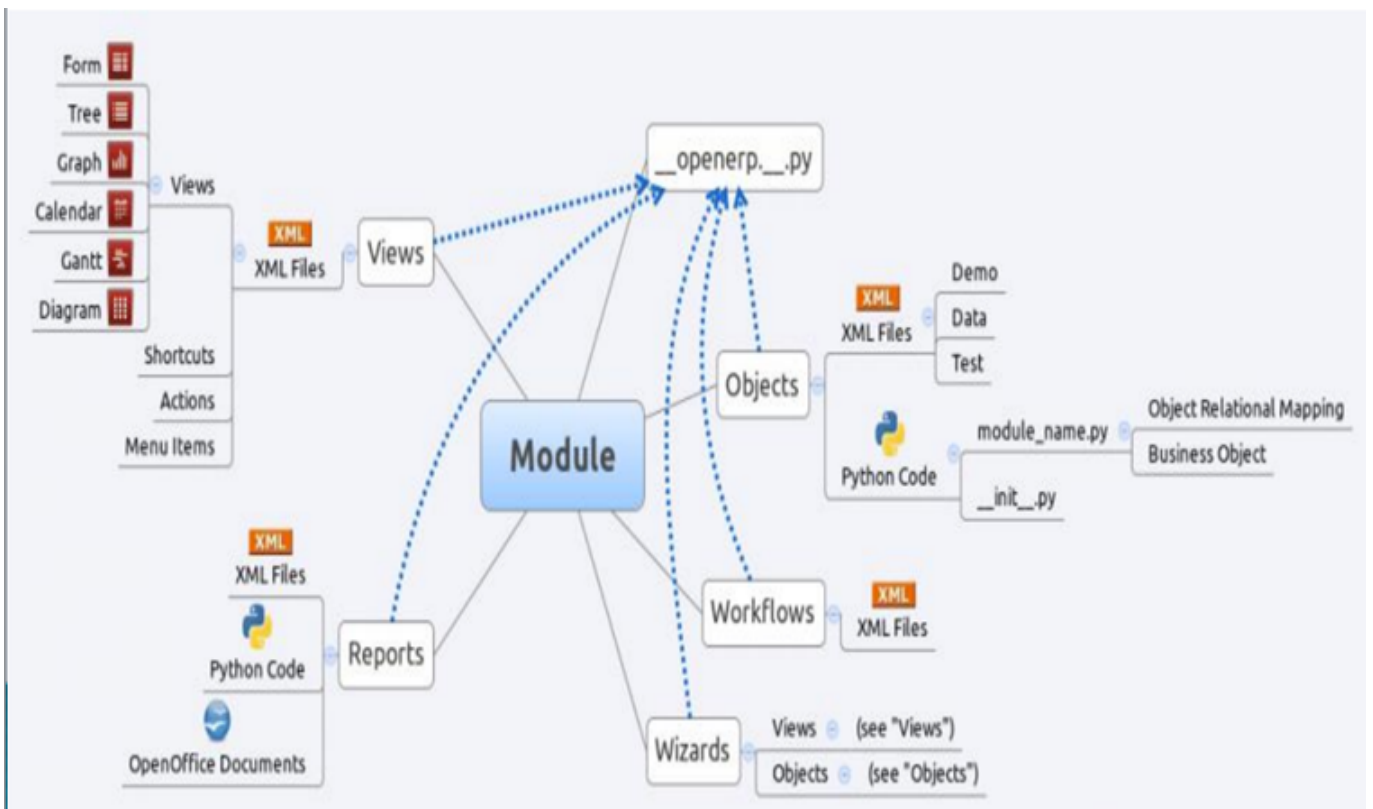 Form
Tree
Graph
Calendar
Gantt
Diagram
Views
Shortcuts
Actions
Menu Items
XML
XML Files
Views
__openerp.__.py
Module
Objects
XML
XML Files
Demo
Data
Test
Python Code
module_name.py
Object Relational Mapping
Business Object
__init__.py
Workflows
XML
XML Files
Wizards
Views (see "Views")
Objects (see "Objects")
Reports
XML
XML Files
Python Code
OpenOffice Documents